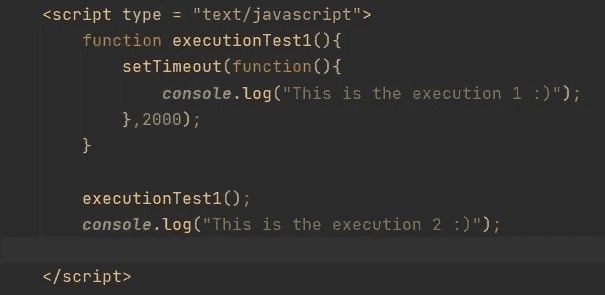 <script type = "text/javascript">
function executionTest1(){
setTimeout(function(){
console.log("This is the execution 1 :)");
},2000);
}
executionTest1();
console.log("This is the execution 2 :)");
</script>